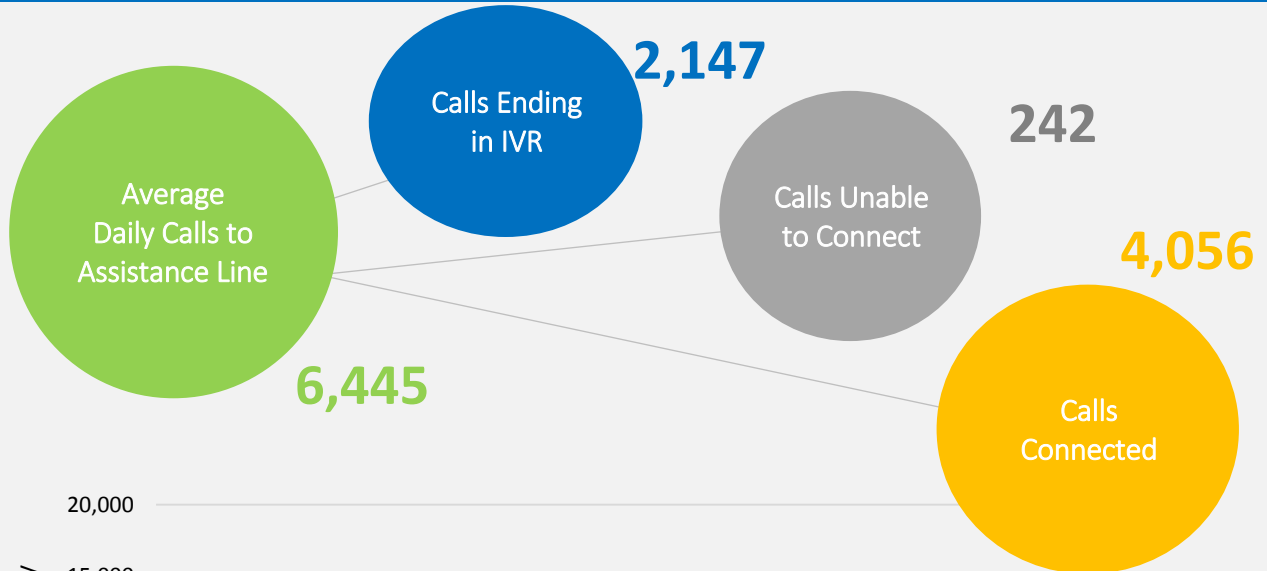 Calls Ending
in IVR
2,147
Average
Daily Calls to
Assistance Line
6,445
Calls Unable
to Connect
242
4,056
Calls
Connected
20,000